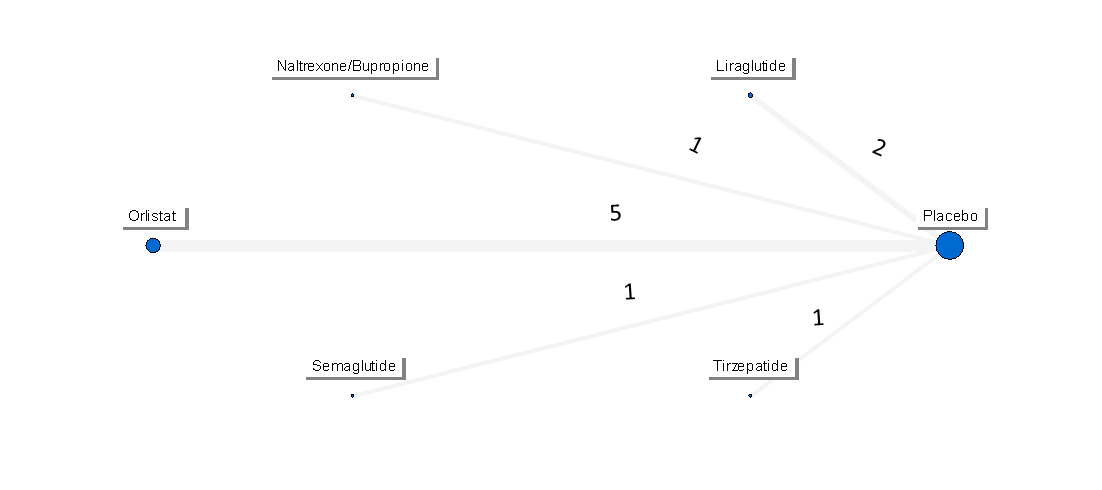 Naltrexone/Bupropione
Liraglutide
1
2
Orlistat
5
Placebo
1
1
Semaglutide
Tirzepatide